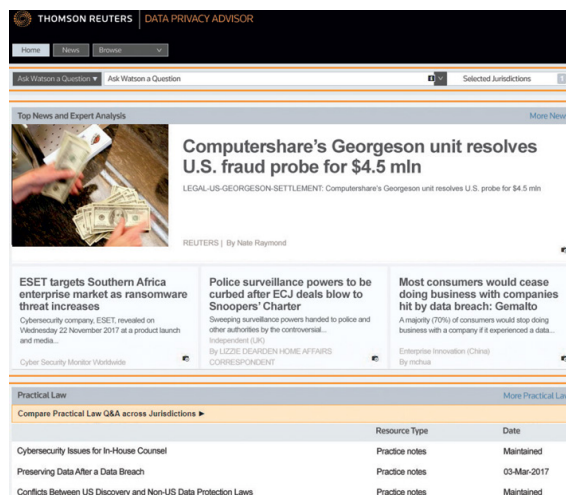 THOMSON REUTERS DATA PRIVACY ADVISOR
Home News Browse
Ask Watson a Question ▼ Ask Watson a Question Selected Jurisdictions 1
Top News and Expert Analysis More New
Computershare's Georgeson unit resolves
U.S. fraud probe for $4.5 mln
LEGAL-US-GEORGESON-SETTLEMENT: Computershare's Georgeson unit resolves U.S. probe for $4.5 mln
REUTERS | By Nate Raymond
ESET targets Southern Africa
enterprise market as ransomware
threat increases
Cybersecurity company, ESET, revealed on
Wednesday 22 November 2017 at a product launch
and media...
Cyber Security Monitor Worldwide
Police surveillance powers to be
curbed after ECJ deals blow to
Snoopers' Charter
Sweeping surveillance powers handed to police and
other authorities by the controversial...
Independent (UK)
By LIZZIE DEARDEN HOME AFFAIRS
CORRESPONDENT
Most consumers would cease
doing business with companies
hit by data breach: Gemalto
A majority (70%) of consumers would stop doing
business with a company if it experienced a data...
Enterprise Innovation (China)
By mchua
Practical Law More Practical Law
Compare Practical Law Q&A across Jurisdictions ►
Resource Type Date
Cybersecurity Issues for In-House Counsel Practice notes Maintained
Preserving Data After a Data Breach Practice notes 03-Mar-2017
Conflicts Between US Discovery and Non-US Data Protection Laws Practice notes Maintained